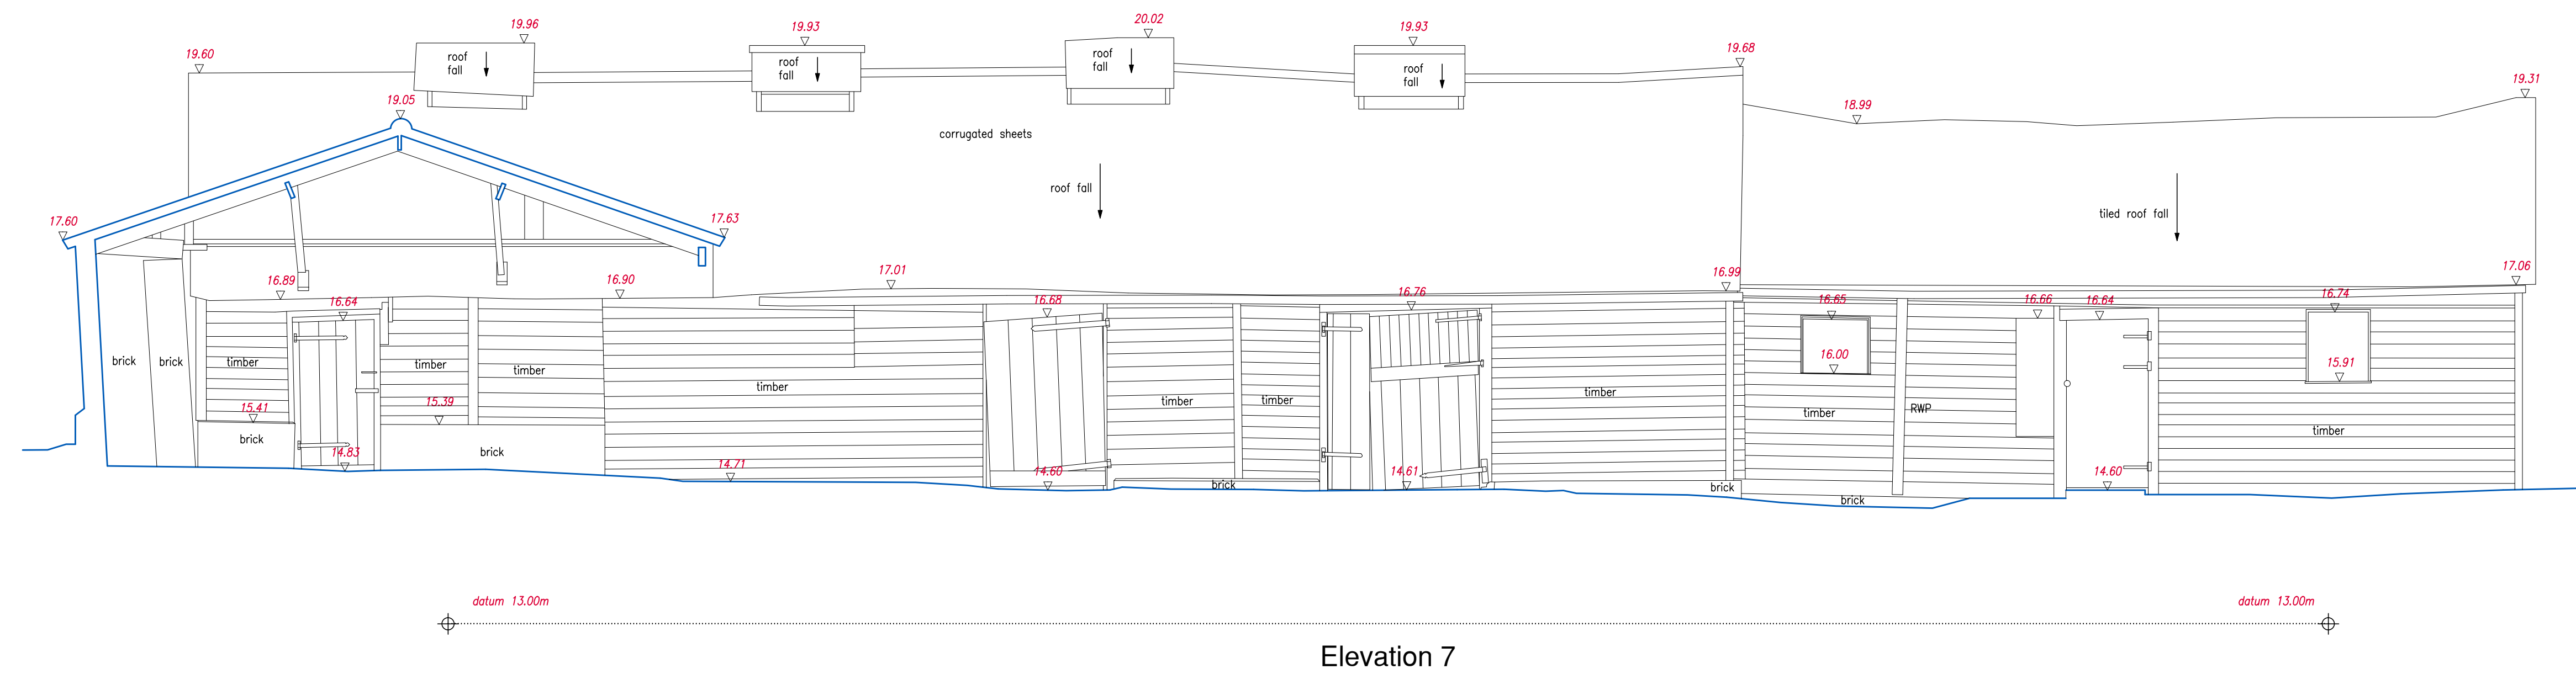 20.02
19.96
19.93
19.93
19.60
19.68
roof
fall
roof
fall
roof
fall
roof
fall
19.31
19.05
18.99
corrugated sheets
roof fall
tiled roof fall
17.60
17.63
16.89
16.64
16.90
17.01
16.68
16.76
16.99
16.65
16.66
16.64
16.74
17.06
16.00
15.91
brick
brick
timber
timber
timber
timber
timber
timber
timber
timber
RWP
timber
15.41
15.39
brick
brick
14.83
14.71
14.60
brick
14.61
brick
brick
14.60
datum 13.00m
datum 13.00m
Elevation 7